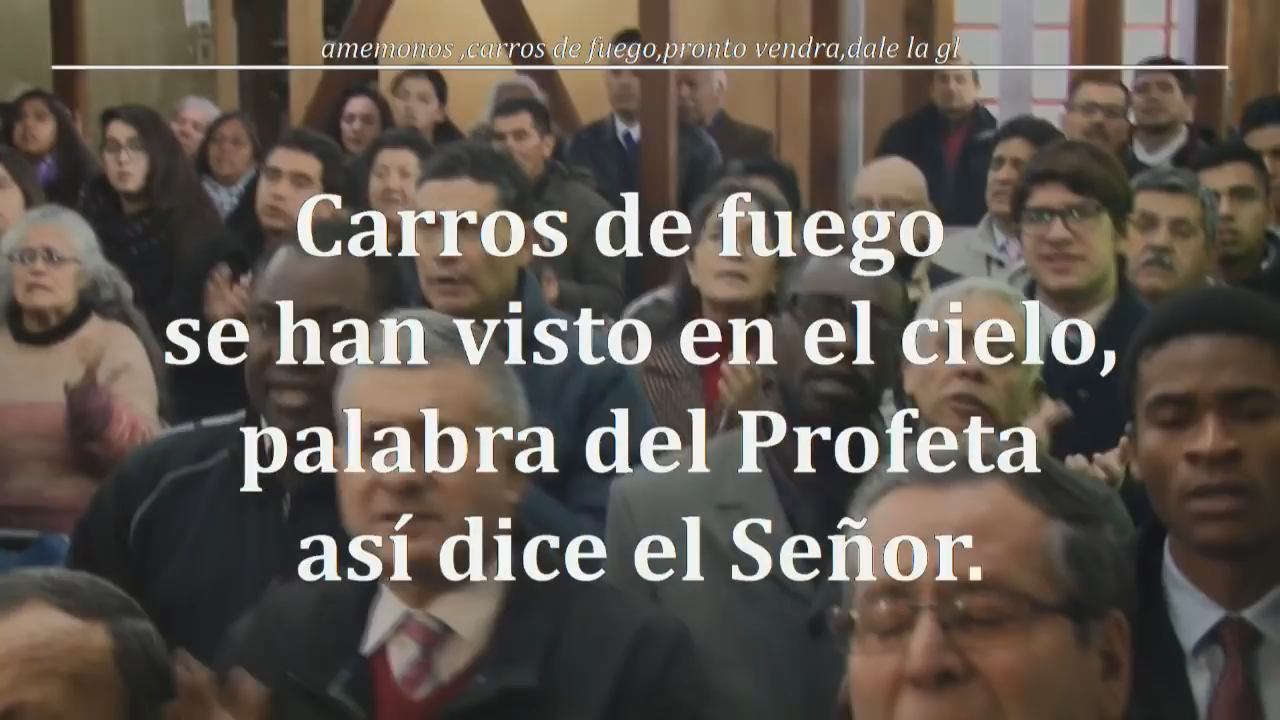 amemonos ,carros de fuego,pronto vendra,dale la gl
Carros de fuego
se han visto en el cielo,
palabra del Profeta
así dice el Señor.